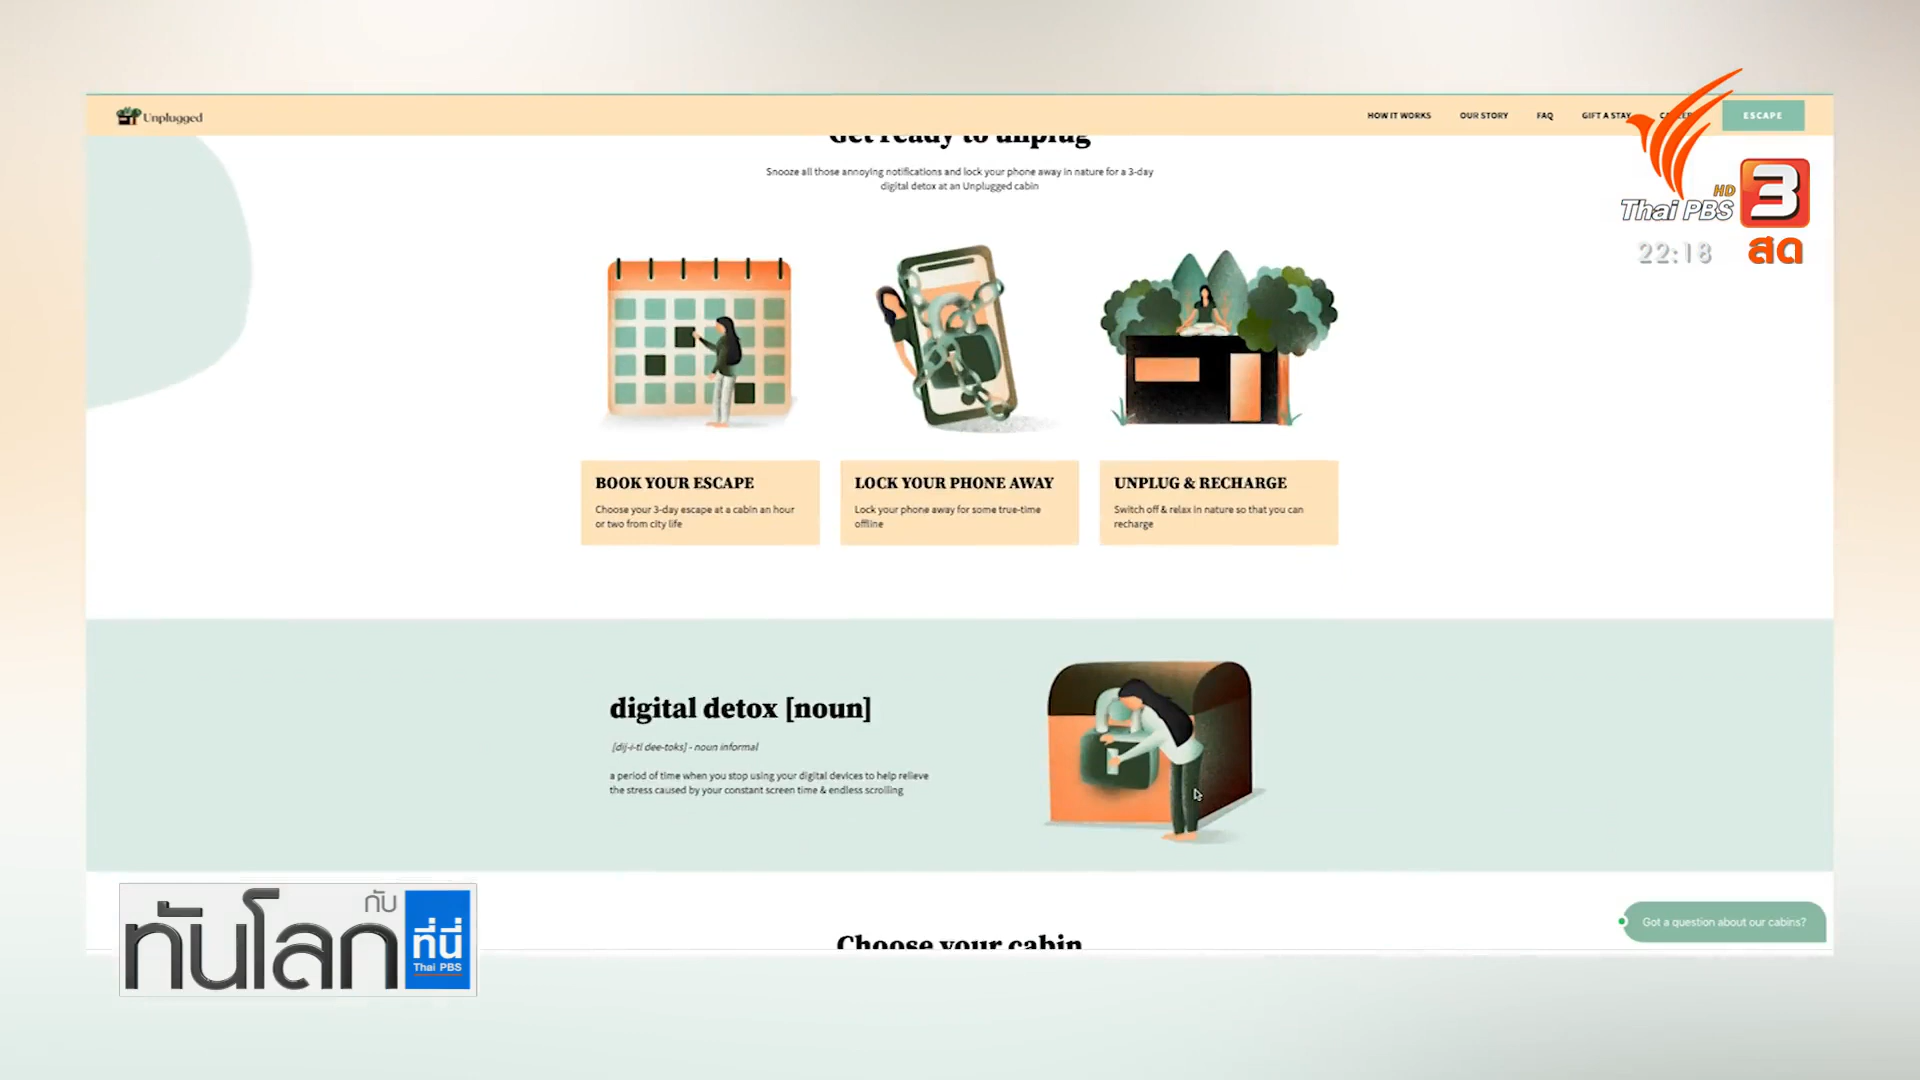 Unplugged
HOW IT WORKS
OUR STORY
FAQ
GIFT A STAY
ESCAPE
Get ready to unplug
Snooze all those annoying notifications and lock your phone away in nature for a 3-day
digital detox at an Unplugged cabin
HD
Thai PBS
3
22:18
สด
BOOK YOUR ESCAPE
Choose your 3-day escape at a cabin an hour
or two from city life
LOCK YOUR PHONE AWAY
Lock your phone away for some true-time
offline
UNPLUG & RECHARGE
Switch off & relax in nature so that you can
recharge
digital detox [noun]
[dij-i-tl dee-toks] - noun informal
a period of time when you stop using your digital devices to help relieve
the stress caused by your constant screen time & endless scrolling
Choose your cabin
Got a question about our cabins?
ทันโลก
กับ
ที่นี่
Thai PBS